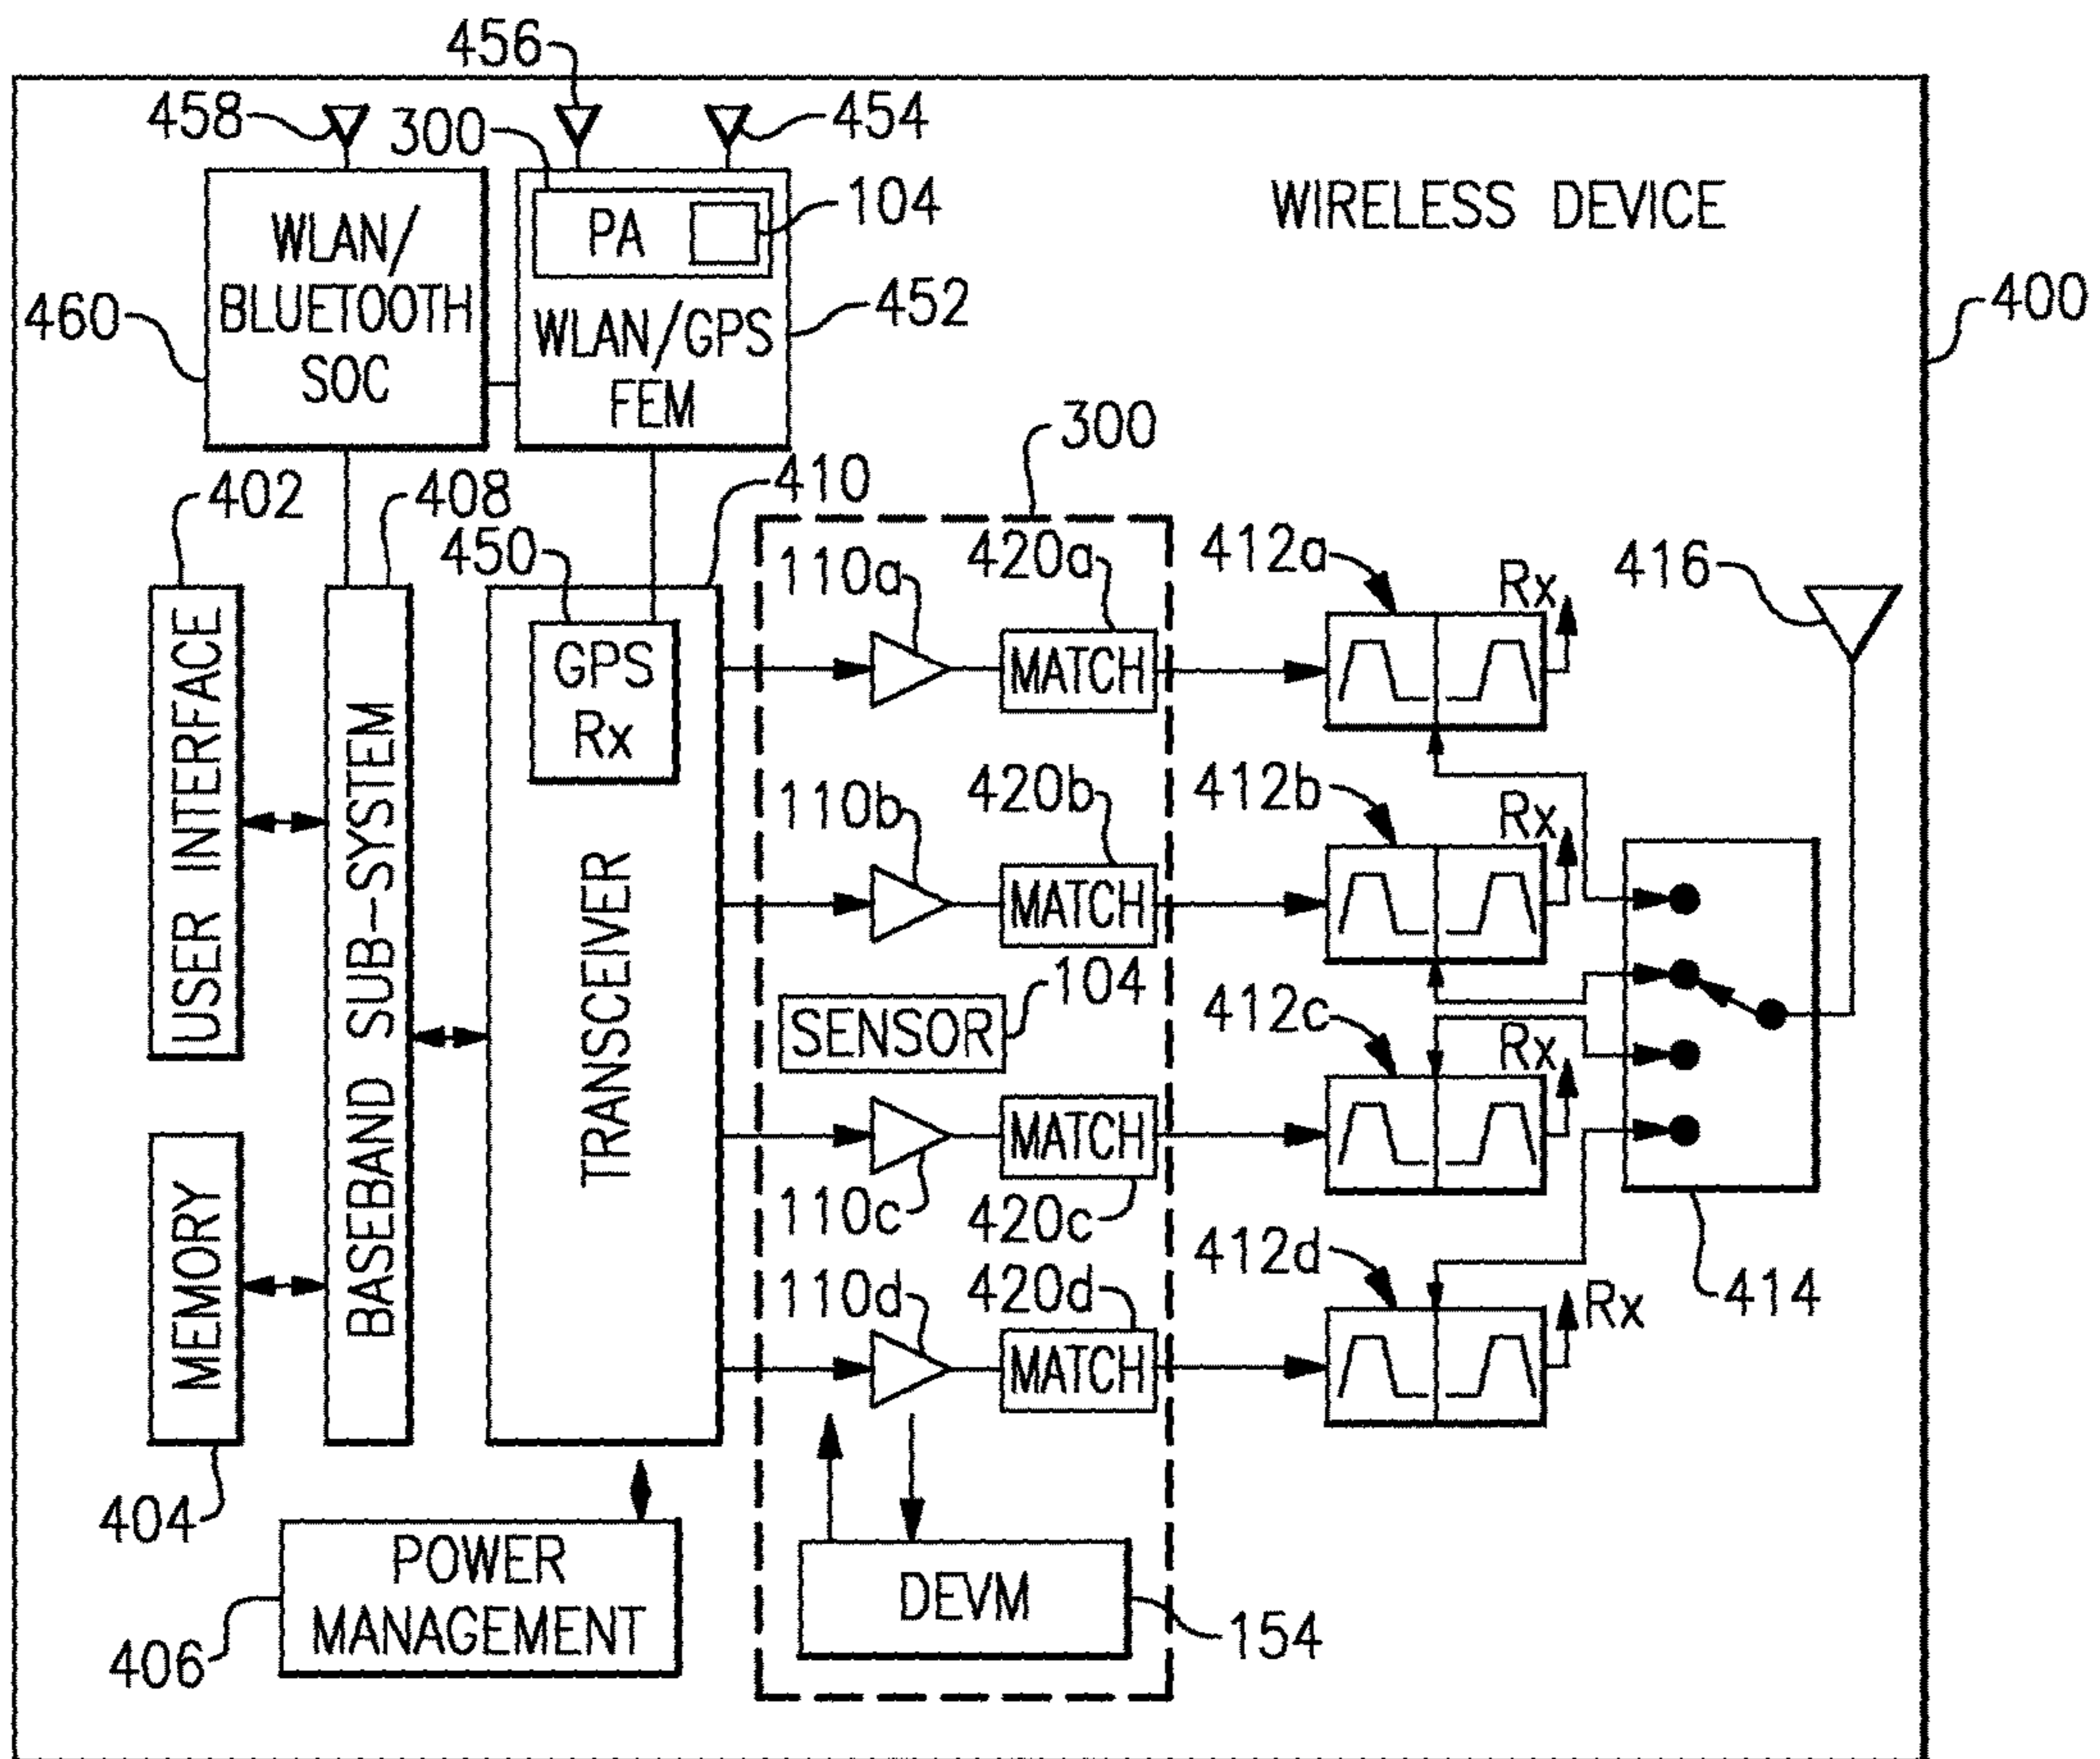 456
458
300
454
104
WIRELESS DEVICE
PA
WLAN/
BLUETOOTH
SOC
460
452
WLAN/GPS
FEM
400
300
402
408
410
450
110a
420a
412a
Rx
416
GPS
Rx
MATCH
USER INTERFACE
BASEBAND SUB-SYSTEM
TRANSCEIVER
110b
420b
412b
Rx
MATCH
SENSOR
104
412c
Rx
MATCH
110c
420c
MEMORY
412d
110d
420d
Rx
414
MATCH
404
POWER
MANAGEMENT
406
DEVM
154